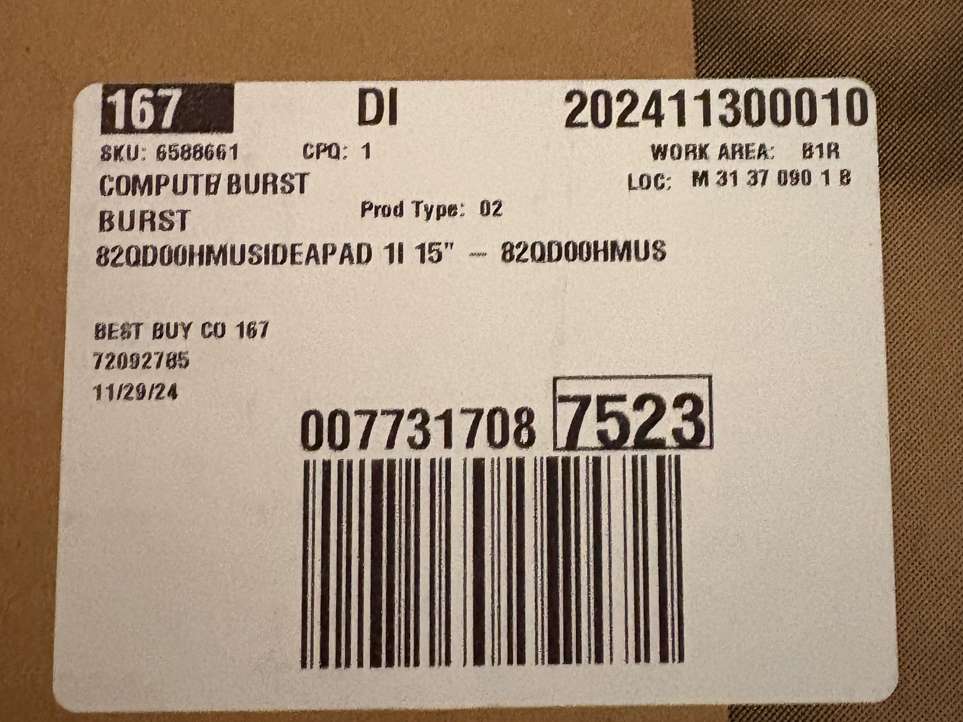 167 DI 202411300010
SKU: 6588661 CPQ: 1 WORK AREA: B1R
COMPUTE/BURST LOC: M 31 37 090 1 B
BURST Prod Type: 02
82QD00HMUSIDEAPAD 1I 15" - 82QD00HMUS
BEST BUY CO 167
72092785
11/29/24
007731708 7523